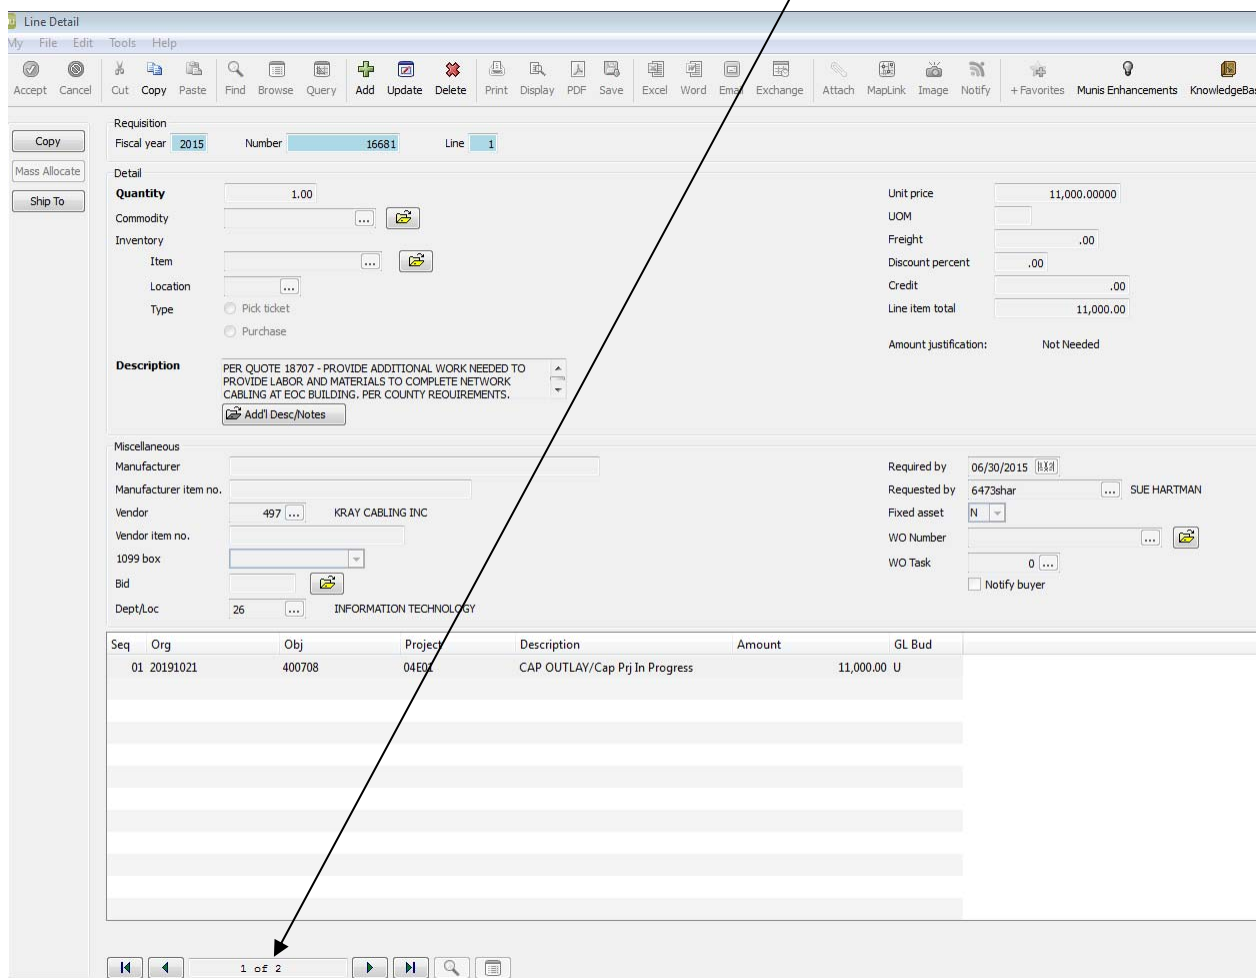 Line Detail
My File Edit Tools Help
Accept Cancel Cut Copy Paste Find Browse Query Add Update Delete Print Display PDF Save Excel Word Email Exchange Attach MapLink Image Notify + Favorites Munis Enhancements KnowledgeBas
Copy
Mass Allocate
Ship To
Requisition
Fiscal year 2015 Number 16681 Line 1
Detail
Quantity 1.00 Unit price 11,000.00000
Commodity ... UOM
Inventory Freight .00
Item ... Discount percent .00
Location ... Credit .00
Type Pick ticket Line item total 11,000.00
Purchase
Amount justification: Not Needed
Description PER QUOTE 18707 - PROVIDE ADDITIONAL WORK NEEDED TO
PROVIDE LABOR AND MATERIALS TO COMPLETE NETWORK
CABLING AT EOC BUILDING. PER COUNTY REQUIREMENTS.
Add'l Desc/Notes
Miscellaneous
Manufacturer Required by 06/30/2015
Manufacturer item no. Requested by 6473shar ... SUE HARTMAN
Vendor 497 ... KRAY CABLING INC Fixed asset N
Vendor item no. WO Number ...
1099 box WO Task 0 ...
Bid Notify buyer
Dept/Loc 26 ... INFORMATION TECHNOLOGY
Seq Org Obj Project Description Amount GL Bud
01 20191021 400708 04E01 CAP OUTLAY/Cap Prj In Progress 11,000.00 U
1 of 2